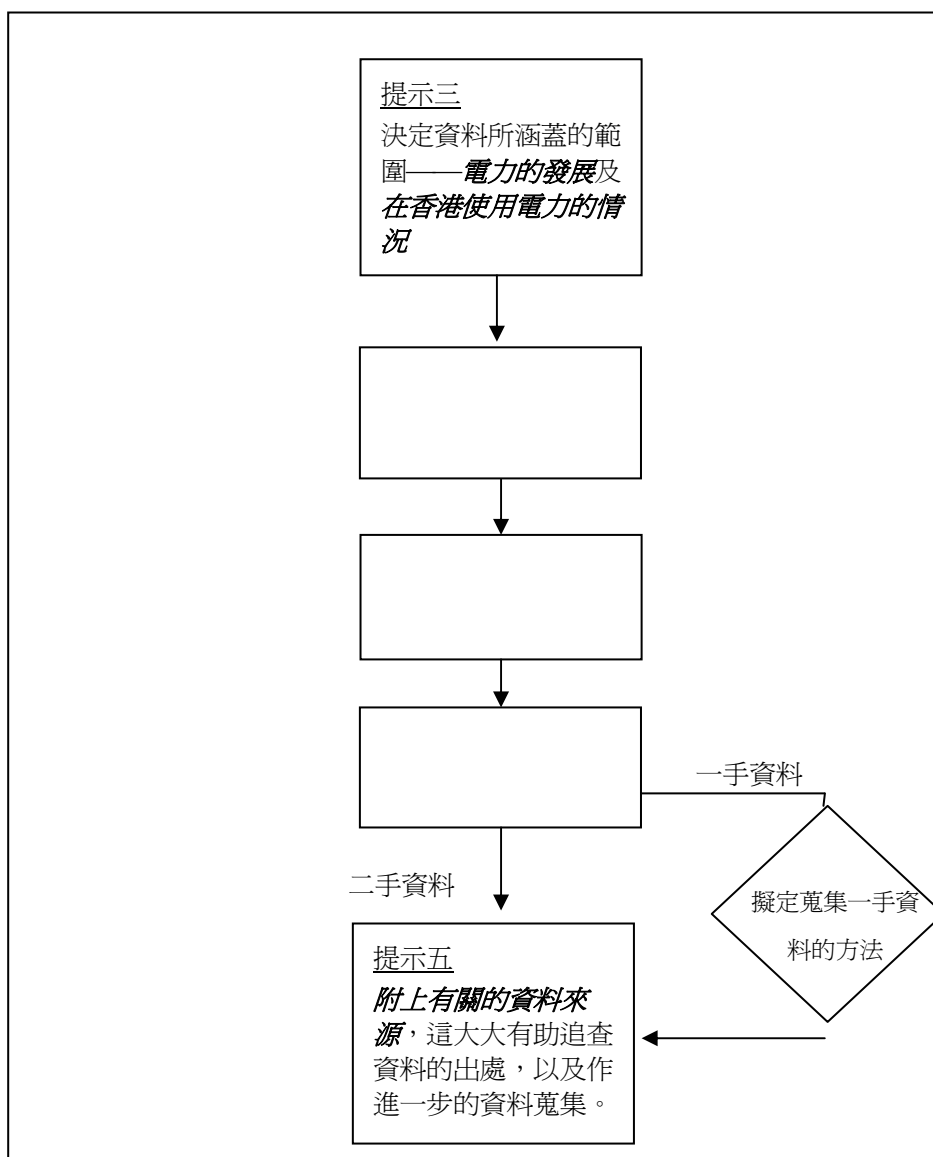 提示三
決定資料所涵蓋的範
圍——電力的發展及
在香港使用電力的情
況
一手資料
二手資料
擬定蒐集一手資
料的方法
提示五
附上有關的資料來
源，這大大有助追查
資料的出處，以及作
進一步的資料蒐集。